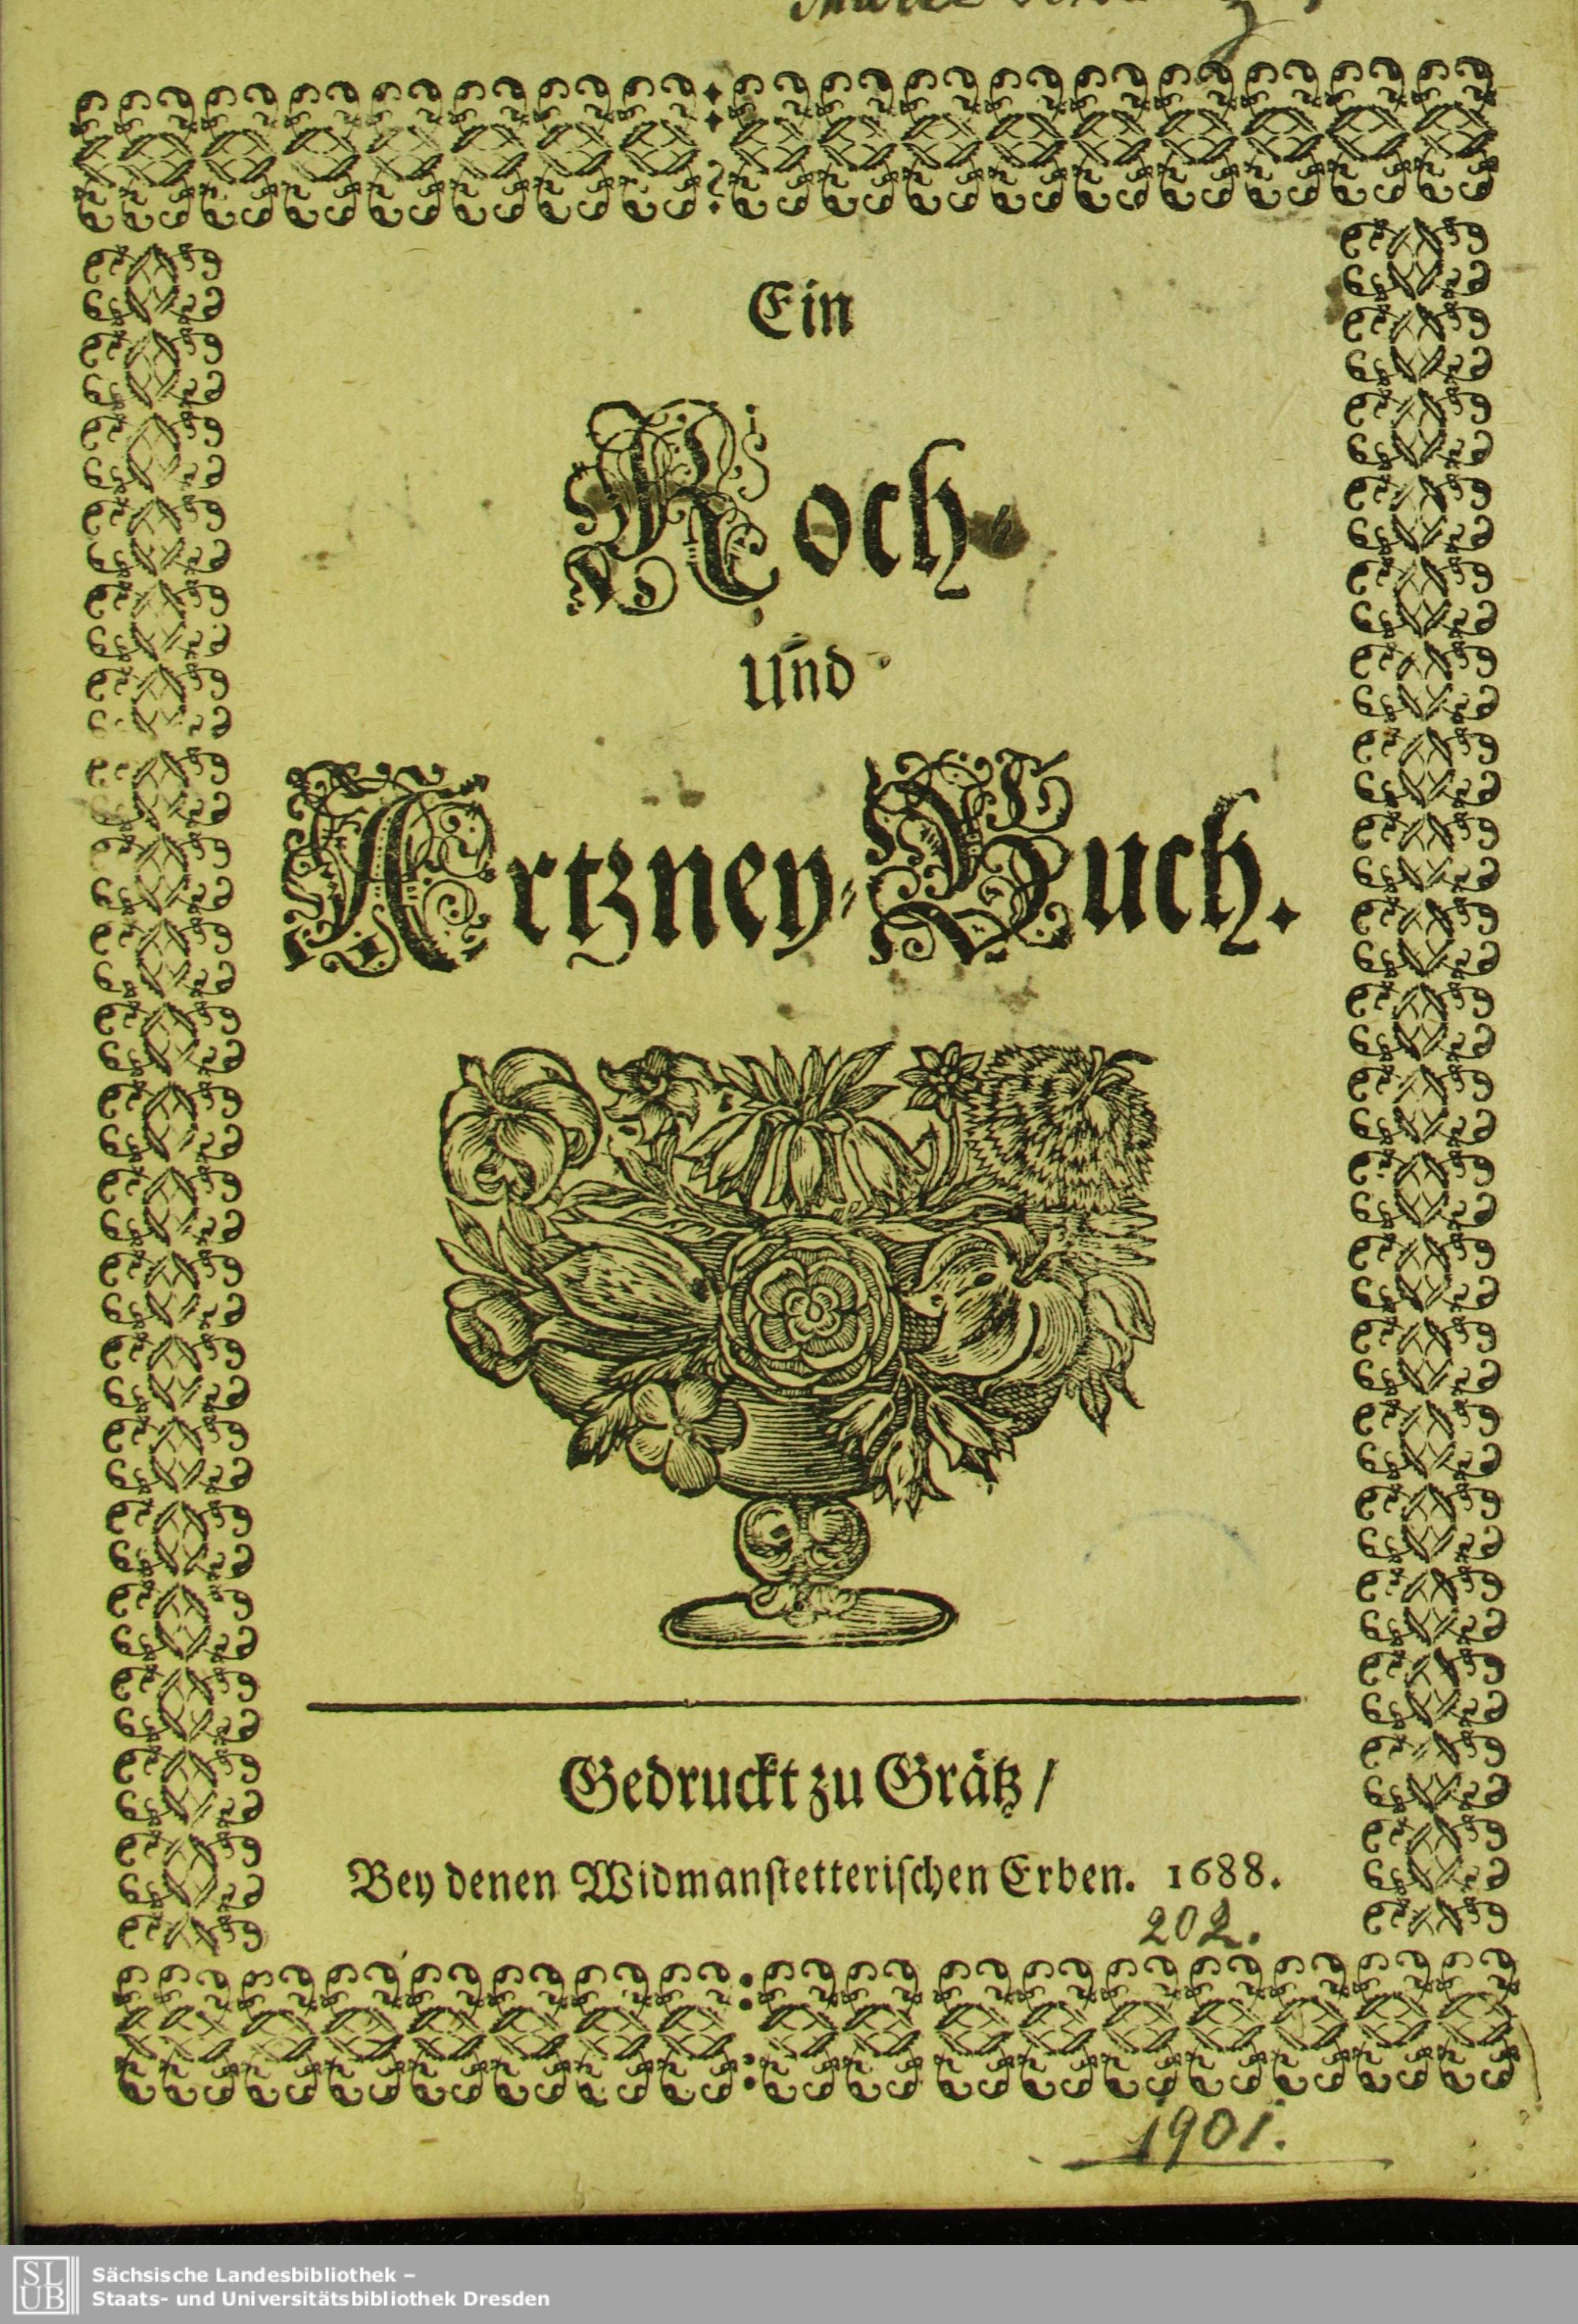 Ein
Koch-
Und
Artzney-Buch.
Gedruckt zu Grätz /
Bey denen Widmanstetterischen Erben. 1688.
202.
1901.
SLUB
Sächsische Landesbibliothek –
Staats- und Universitätsbibliothek Dresden